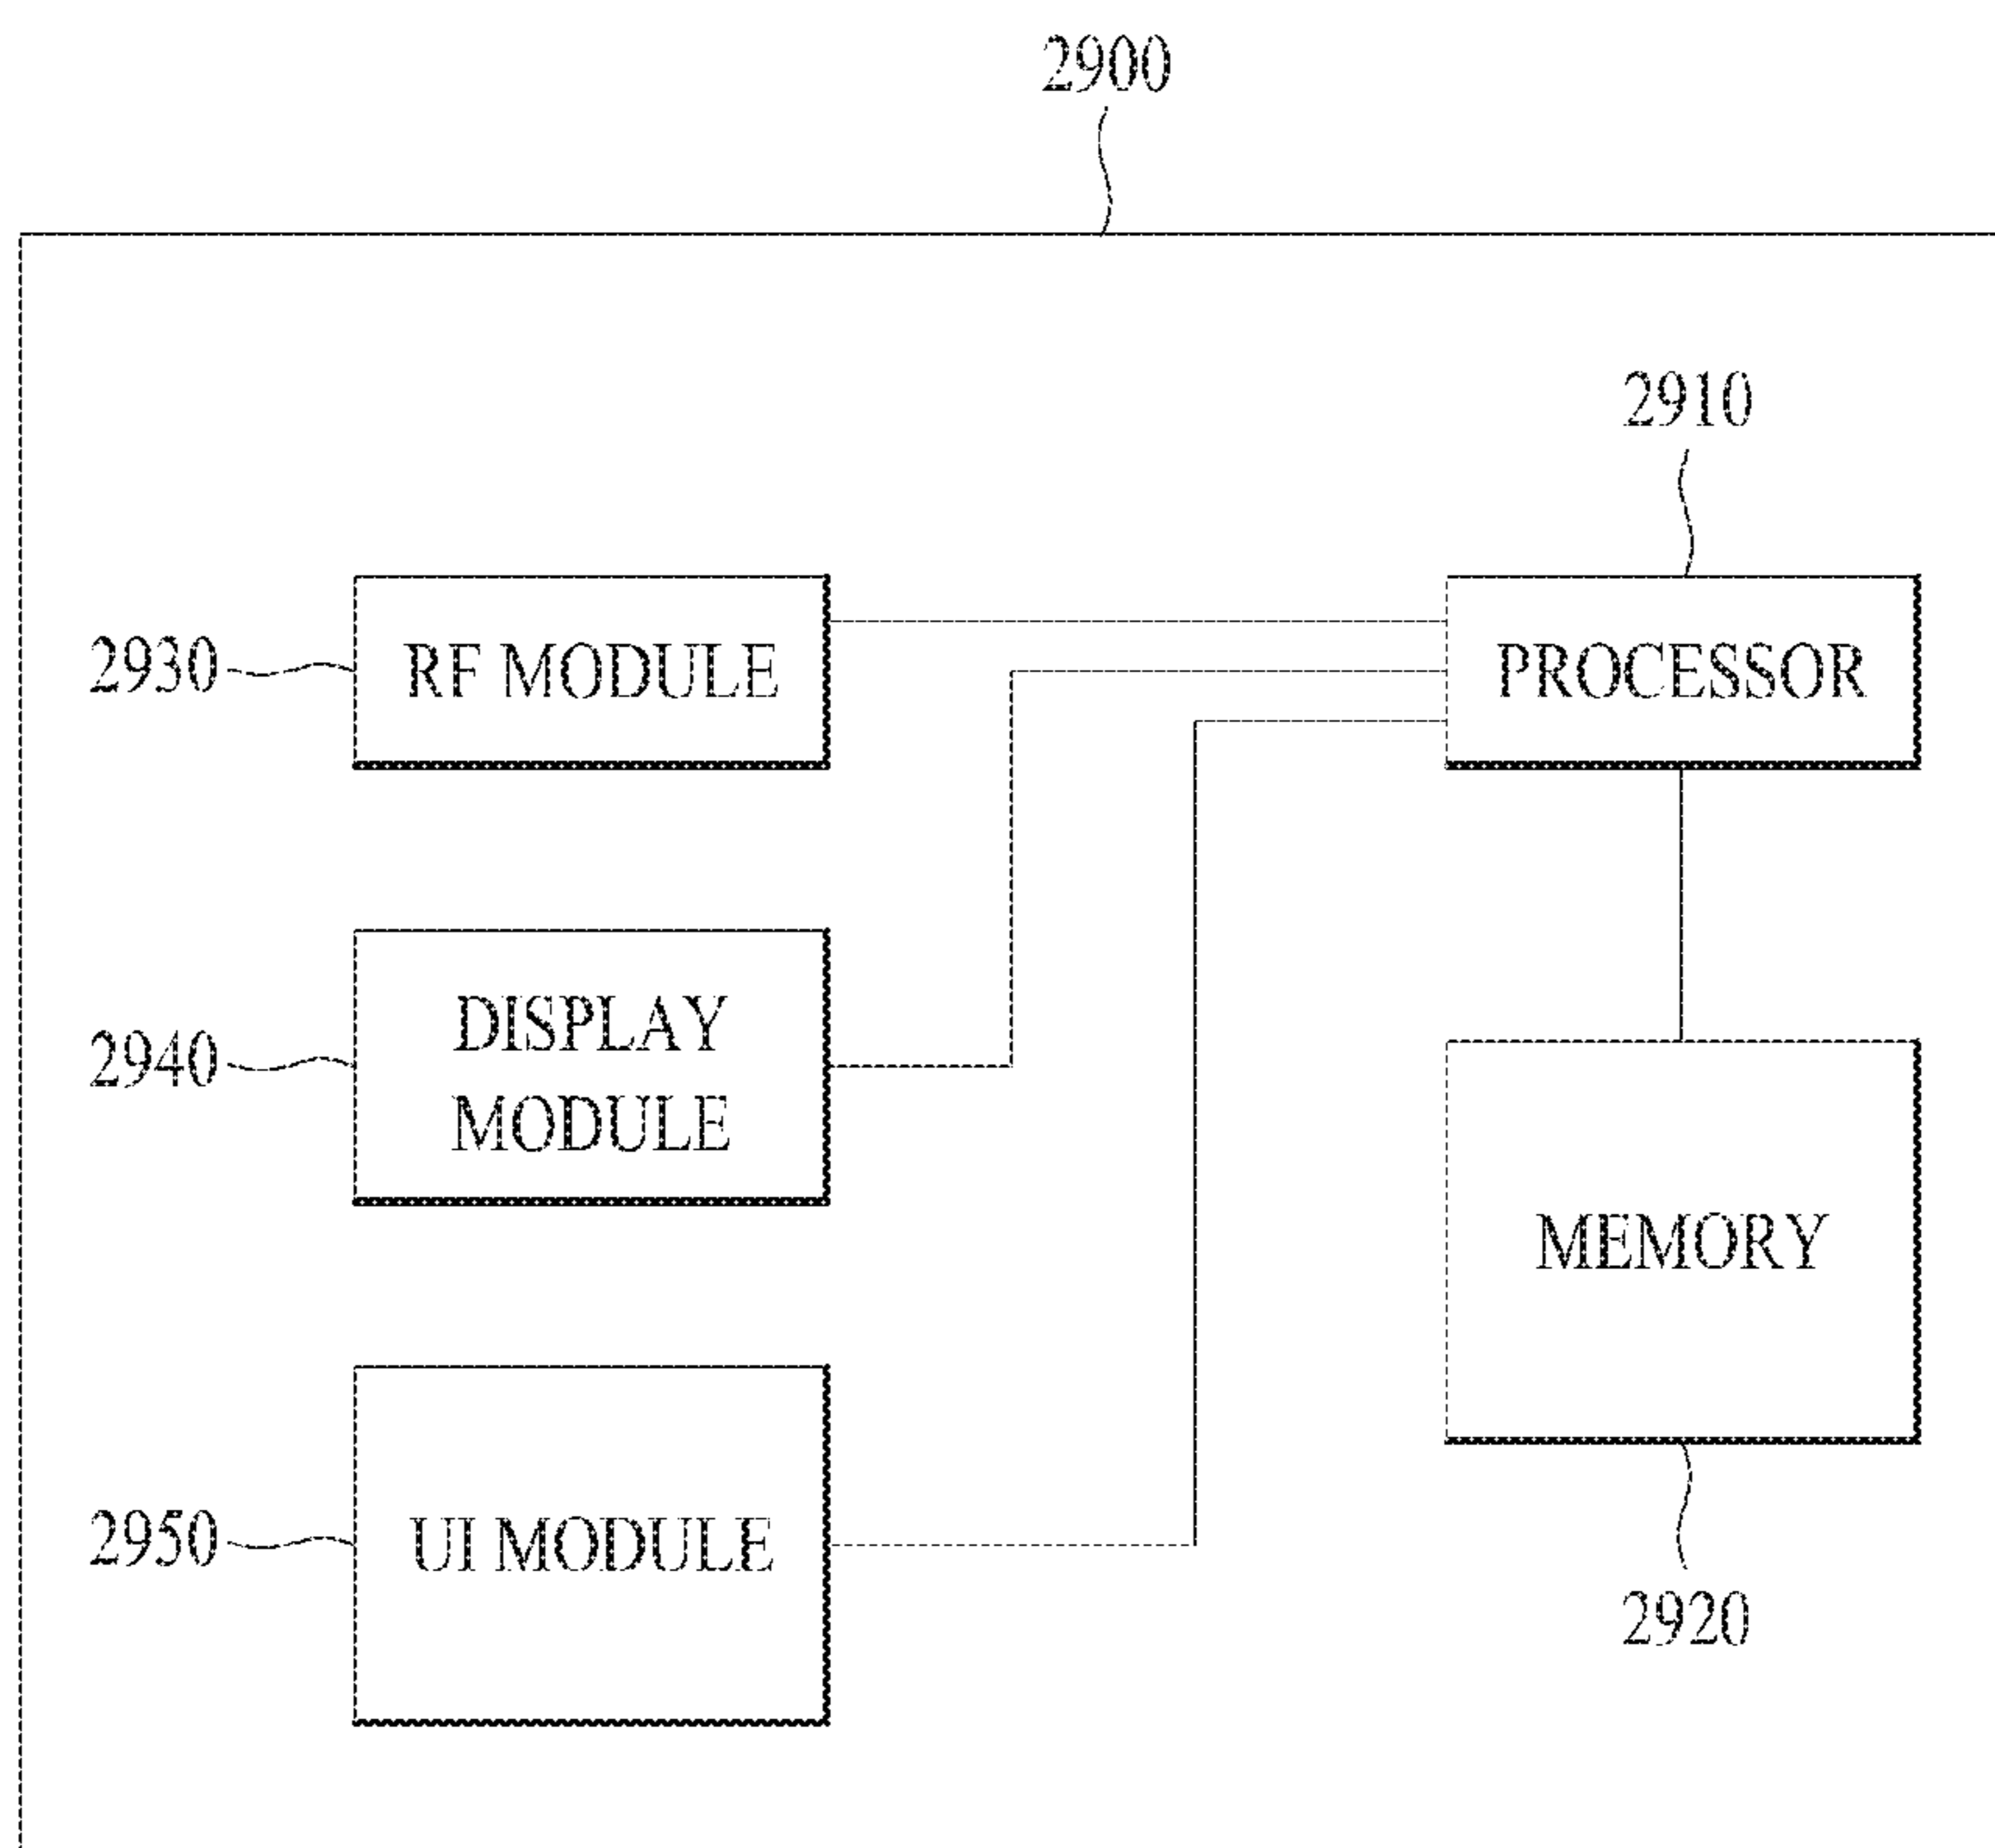 2900
2910
2930
RF MODULE
PROCESSOR
2940
DISPLAY
MODULE
MEMORY
2950
UI MODULE
2920